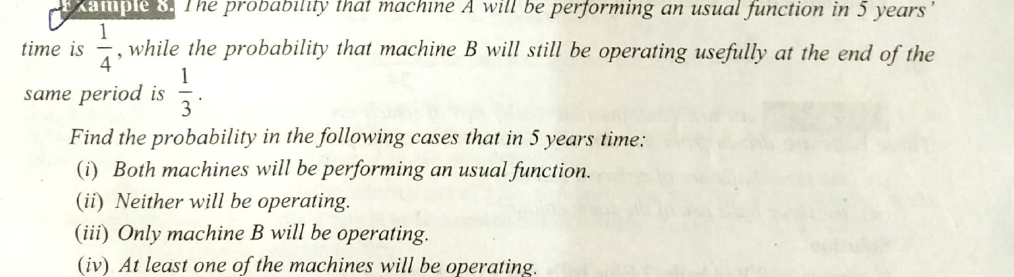 Example 8. The probability that machine A will be performing an usual function in 5 years'
time is 1/4, while the probability that machine B will still be operating usefully at the end of the
same period is 1/3.
Find the probability in the following cases that in 5 years time:
(i) Both machines will be performing an usual function.
(ii) Neither will be operating.
(iii) Only machine B will be operating.
(iv) At least one of the machines will be operating.